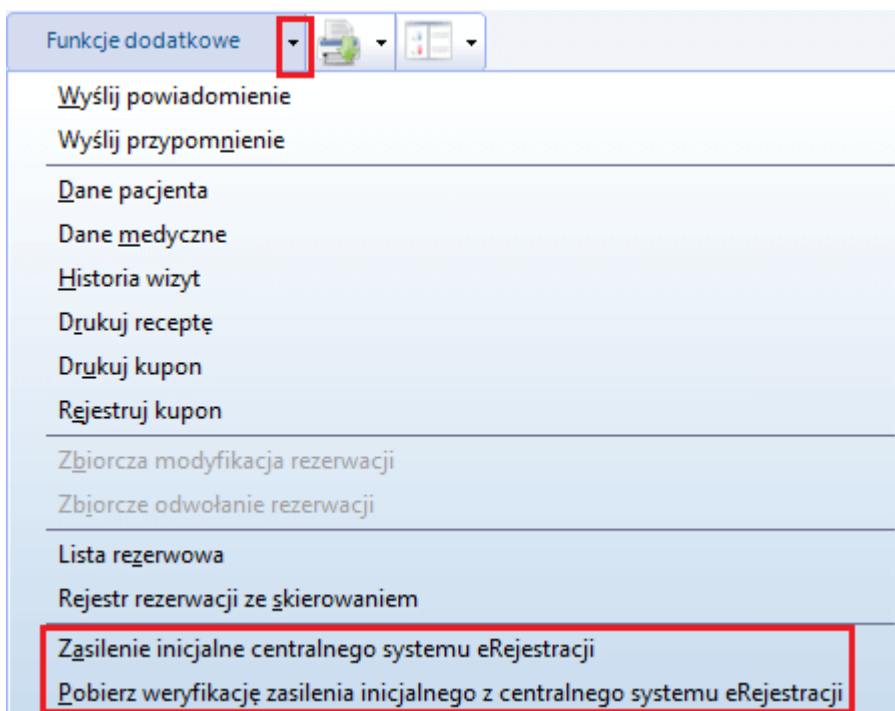 Funkcje dodatkowe
Wyślij powiadomienie
Wyślij przypomnienie
Dane pacjenta
Dane medyczne
Historia wizyt
Drukuj receptę
Drukuj kupon
Rejestruj kupon
Zbiorcza modyfikacja rezerwacji
Zbiorcze odwołanie rezerwacji
Lista rezerwowa
Rejestr rezerwacji ze skierowaniem
Zasilenie inicjalne centralnego systemu eRejestracji
Pobierz weryfikację zasilenia inicjalnego z centralnego systemu eRejestracji